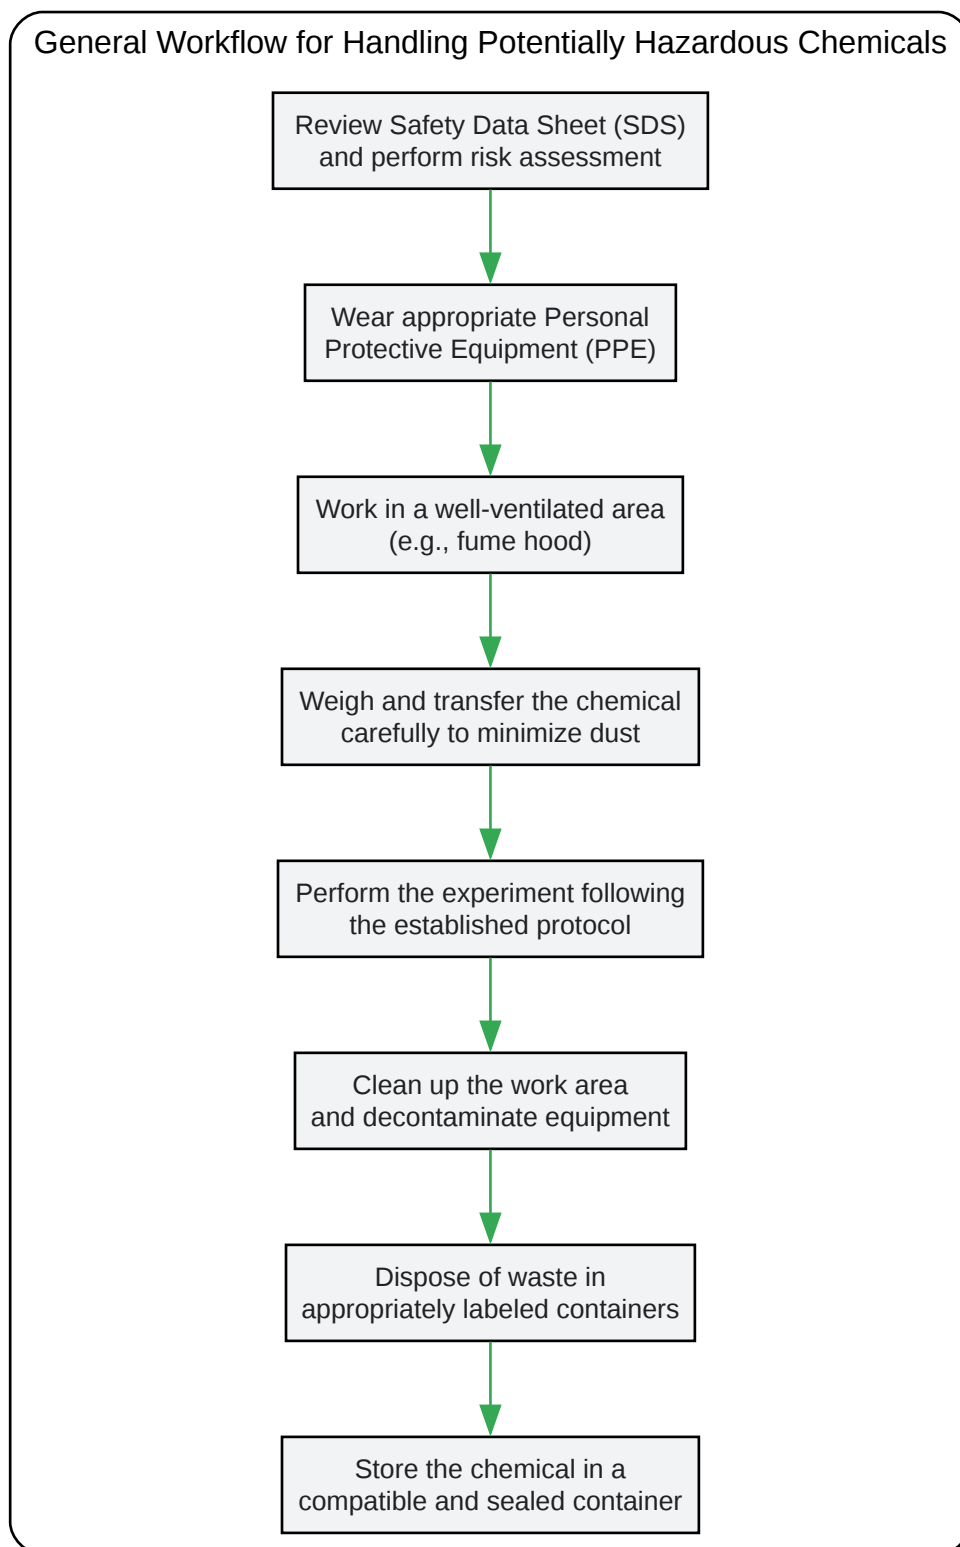 General Workflow for Handling Potentially Hazardous Chemicals
Review Safety Data Sheet (SDS)
and perform risk assessment
Wear appropriate Personal
Protective Equipment (PPE)
Work in a well-ventilated area
(e.g., fume hood)
Weigh and transfer the chemical
carefully to minimize dust
Perform the experiment following
the established protocol
Clean up the work area
and decontaminate equipment
Dispose of waste in
appropriately labeled containers
Store the chemical in a
compatible and sealed container